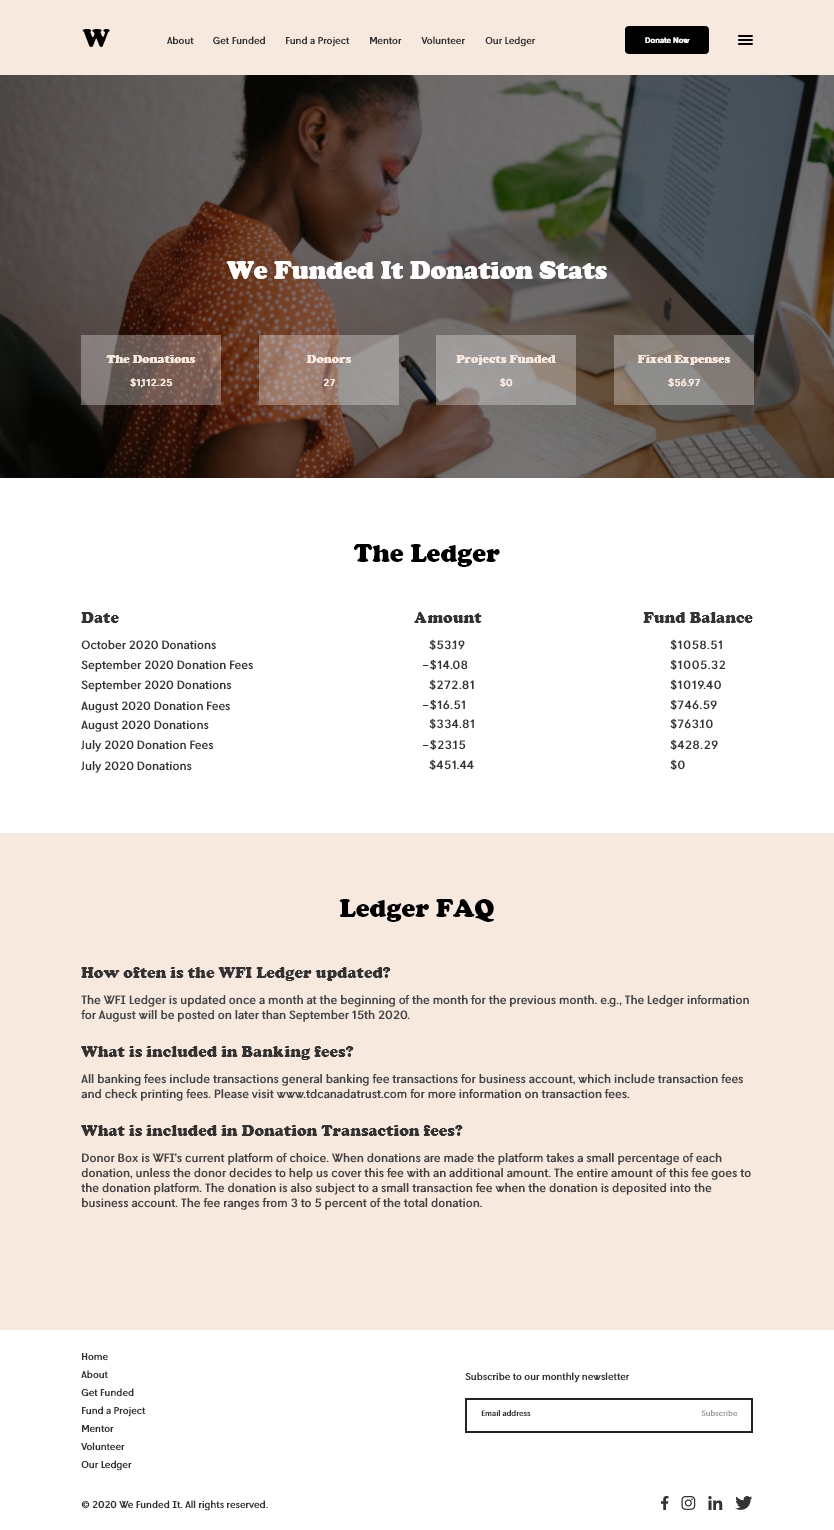 W
About Get Funded Fund a Project Mentor Volunteer Our Ledger Donate Now
We Funded It Donation Stats
The Donations Donors Projects Funded Fixed Expenses
$1,112.25 27 $0 $56.97
The Ledger
Date Amount Fund Balance
October 2020 Donations $53.19 $1058.51
September 2020 Donation Fees -$14.08 $1005.32
September 2020 Donations $272.81 $1019.40
August 2020 Donation Fees -$16.51 $746.59
August 2020 Donations $334.81 $763.10
July 2020 Donation Fees -$23.15 $428.29
July 2020 Donations $451.44 $0
Ledger FAQ
How often is the WFI Ledger updated?
The WFI Ledger is updated once a month at the beginning of the month for the previous month. e.g., The Ledger information
for August will be posted on later than September 15th 2020.
What is included in Banking fees?
All banking fees include transactions general banking fee transactions for business account, which include transaction fees
and check printing fees. Please visit www.tdcanadatrust.com for more information on transaction fees.
What is included in Donation Transaction fees?
Donor Box is WFI's current platform of choice. When donations are made the platform takes a small percentage of each
donation, unless the donor decides to help us cover this fee with an additional amount. The entire amount of this fee goes to
the donation platform. The donation is also subject to a small transaction fee when the donation is deposited into the
business account. The fee ranges from 3 to 5 percent of the total donation.
Home
About
Get Funded
Fund a Project
Mentor
Volunteer
Our Ledger
Subscribe to our monthly newsletter
Email address Subscribe
© 2020 We Funded It. All rights reserved.